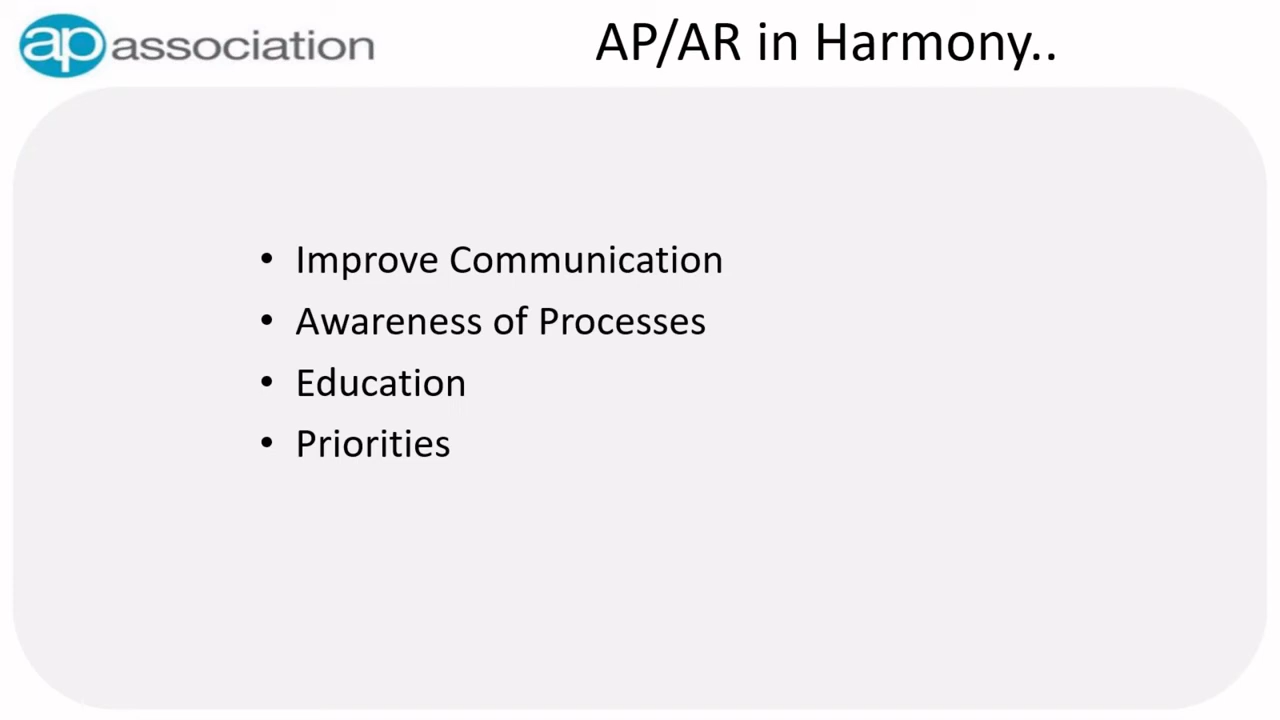 ap association
AP/AR in Harmony..
• Improve Communication
• Awareness of Processes
• Education
• Priorities